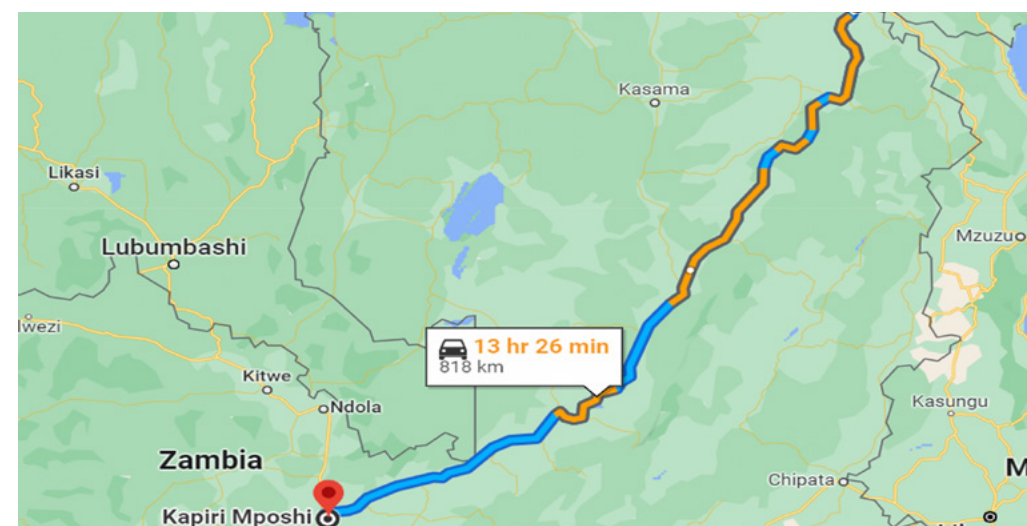 Kasama
Likasi
Lubumbashi
Mzuzu
lwezi
13 hr 26 min
818 km
Kitwe
Ndola
Kasungu
Zambia
M
Chipata
Kapiri Mposhi